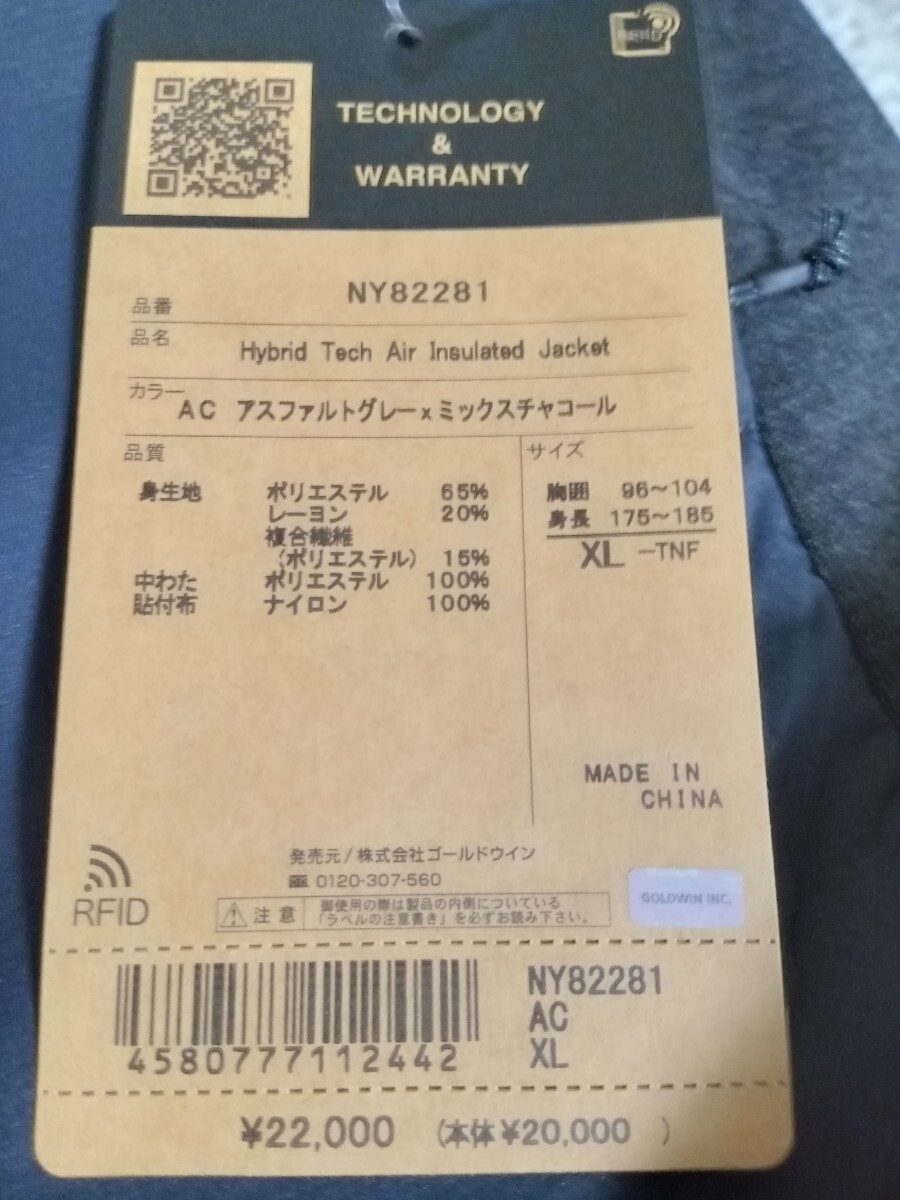 RFID
TECHNOLOGY
&
WARRANTY
品番 NY82281
品名 Hybrid Tech Air Insulated Jacket
カラー AC アスファルトグレーxミックスチャコール
品質
身生地 ポリエステル 65%
レーヨン 20%
複合繊維
(ポリエステル) 15%
中わた ポリエステル 100%
貼付布 ナイロン 100%
サイズ
胸囲 96~104
身長 175~185
XL -TNF
MADE IN
CHINA
発売元/株式会社ゴールドウイン
0120-307-560
RFID
注意
御使用の際は製品の内側についている
「ラベルの注意書き」を必ずお読み下さい。
GOLDWIN INC.
4580777112442
NY82281
AC
XL
¥22,000 (本体¥20,000 )